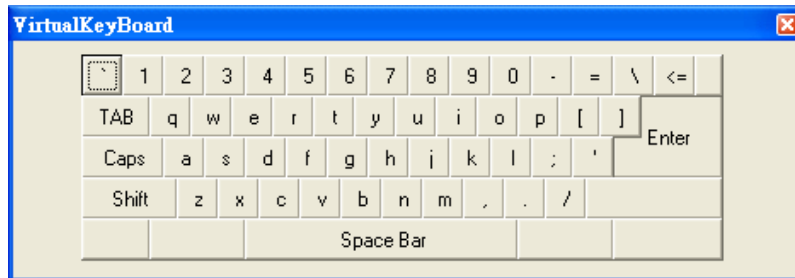 VirtualKeyBoard
` 1 2 3 4 5 6 7 8 9 0 - = \ <=
TAB q w e r t y u i o p [ ] Enter
Caps a s d f g h j k l ; '
Shift z x c v b n m , . /
Space Bar